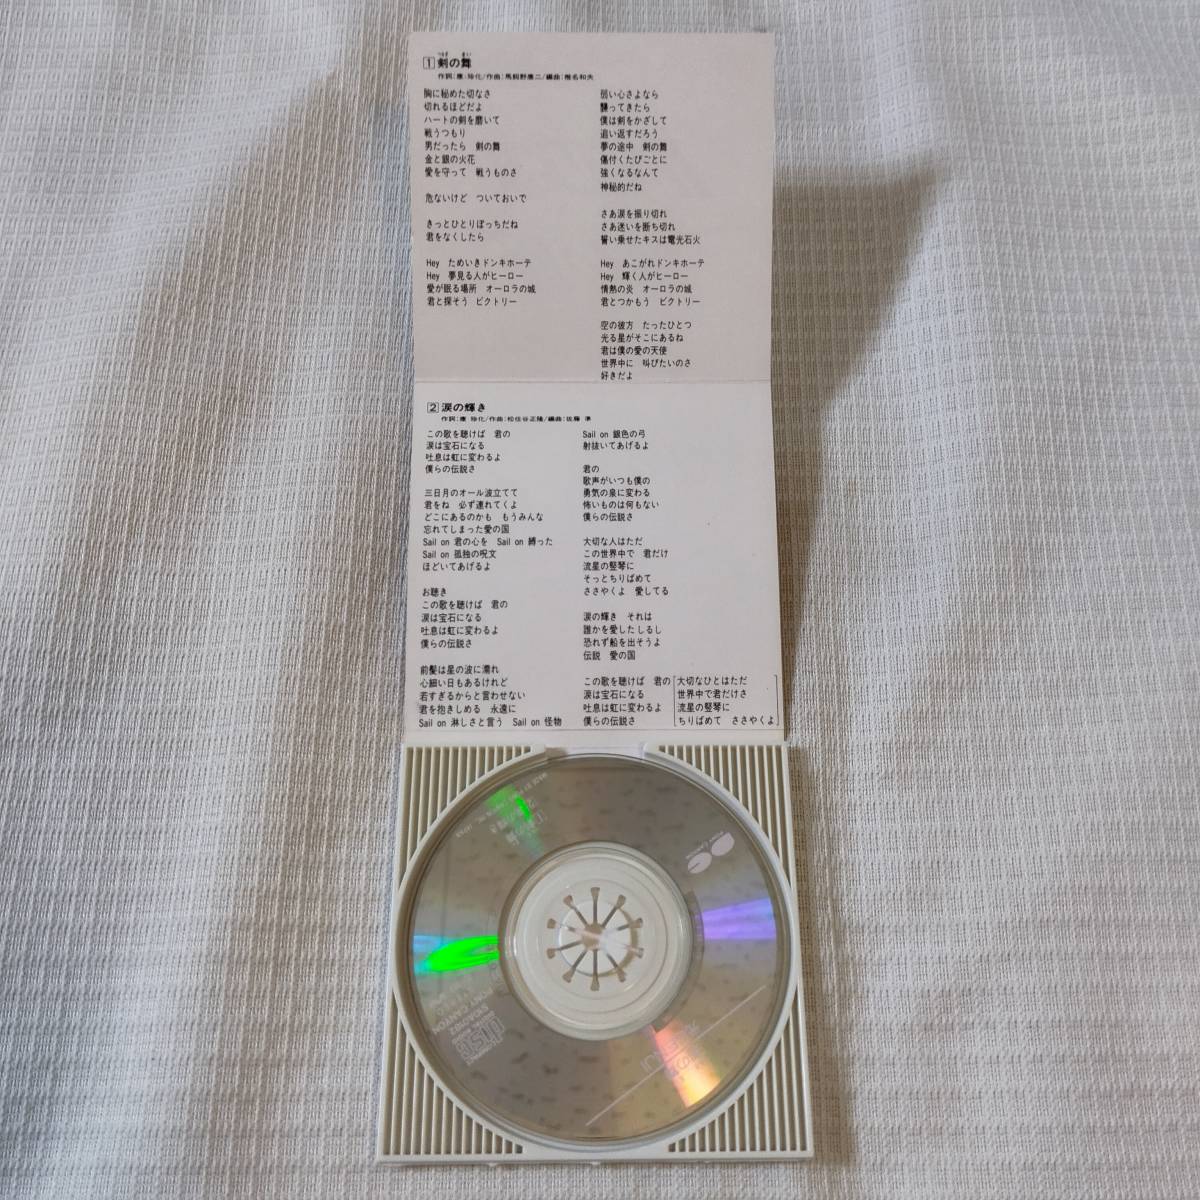 つるぎ　まい
1 剣の舞
作詞:康 珍化/作曲:馬飼野康二/編曲:椎名和夫
胸に秘めた切なさ
切れるほどだよ
ハートの剣を磨いて
戦うつもり
男だったら　剣の舞
金と銀の火花
愛を守って　戦うものさ
危ないけど　ついておいで
きっとひとりぼっちだね
君をなくしたら
Hey　ためいきドンキホーテ
Hey　夢見る人がヒーロー
愛が眠る場所　オーロラの城
君と探そう　ビクトリー
弱い心さよなら
襲ってきたら
僕は剣をかざして
追い返すだろう
夢の途中　剣の舞
傷付くたびごとに
強くなるなんて
神秘的だね
さあ涙を振り切れ
さあ迷いを断ち切れ
誓い乗せたキスは電光石火
Hey　あこがれドンキホーテ
Hey　輝く人がヒーロー
情熱の炎　オーロラの城
君とつかもう　ビクトリー
空の彼方　たったひとつ
光る星がそこにあるね
君は僕の愛の天使
世界中に　叫びたいのさ
好きだよ
2 涙の輝き
作詞:康 珍化/作曲:松住谷正隆/編曲:佐藤 準
この歌を聴けば　君の
涙は宝石になる
吐息は虹に変わるよ
僕らの伝説さ
三日月のオール波立てて
君をね　必ず連れてくよ
どこにあるのかも　もうみんな
忘れてしまった愛の国
Sail on 君の心を　Sail on 縛った
Sail on 孤独の呪文
ほどいてあげるよ
お聴き
この歌を聴けば　君の
涙は宝石になる
吐息は虹に変わるよ
僕らの伝説さ
前髪は星の波に濡れ
心細い日もあるけれど
若すぎるからと言わせない
君を抱きしめる　永遠に
Sail on 淋しさと言う　Sail on 怪物
Sail on 銀色の弓
射抜いてあげるよ
君の
歌声がいつも僕の
勇気の泉に変わる
怖いものは何もない
僕らの伝説さ
大切な人はただ
この世界中で　君だけ
流星の竪琴に
そっとちりばめて
ささやくよ　愛してる
涙の輝き　それは
誰かを愛したしるし
恐れず船を出そうよ
伝説　愛の国
この歌を聴けば　君の
涙は宝石になる
吐息は虹に変わるよ
僕らの伝説さ
大切なひとはただ
世界中で君だけさ
流星の竪琴に
ちりばめて　ささやくよ
PONY CANYON